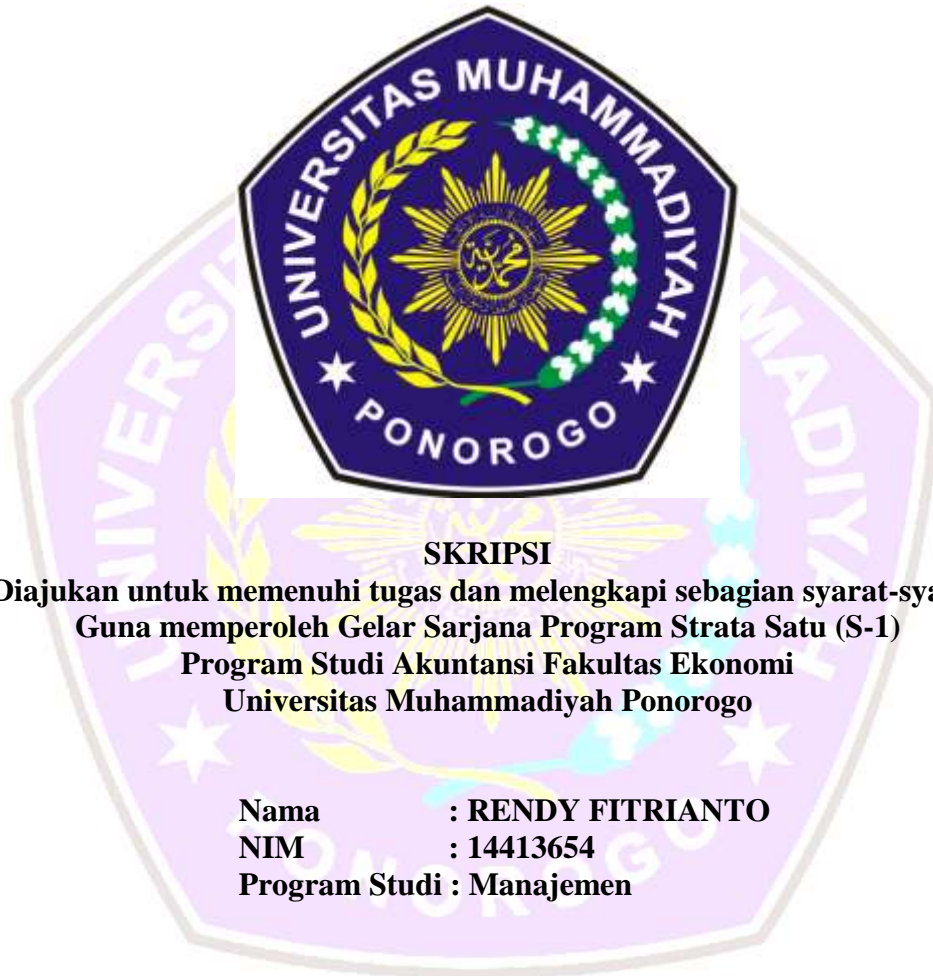 UNIVERSITAS MUHAMMADIYAH
PONOROGO
SKRIPSI
Diajukan untuk memenuhi tugas dan melengkapi sebagian syarat-sya
Guna memperoleh Gelar Sarjana Program Strata Satu (S-1)
Program Studi Akuntansi Fakultas Ekonomi
Universitas Muhammadiyah Ponorogo
Nama : RENDY FITRIANTO
NIM : 14413654
Program Studi : Manajemen